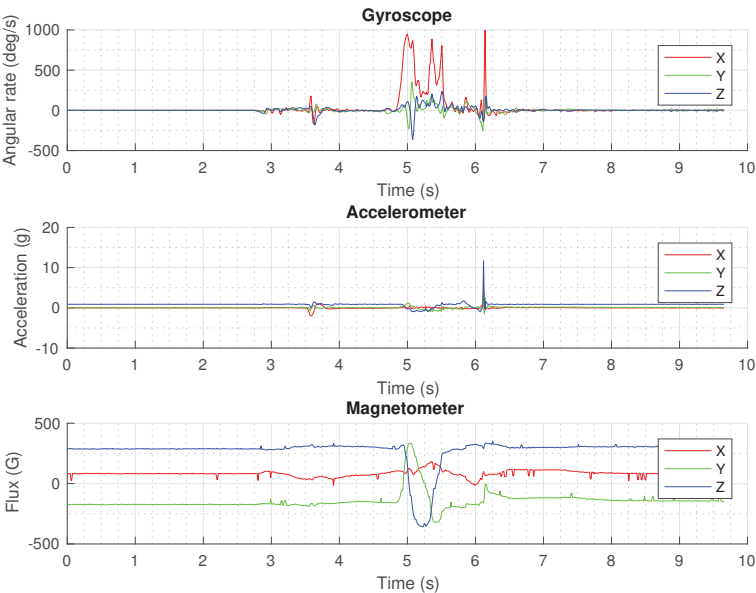 Gyroscope
Angular rate (deg/s)
1000
500
0
-500
X
Y
Z
0 1 2 3 4 5 6 7 8 9 10
Time (s)
Accelerometer
Acceleration (g)
20
10
0
-10
X
Y
Z
0 1 2 3 4 5 6 7 8 9 10
Time (s)
Magnetometer
Flux (G)
500
0
-500
X
Y
Z
0 1 2 3 4 5 6 7 8 9 10
Time (s)